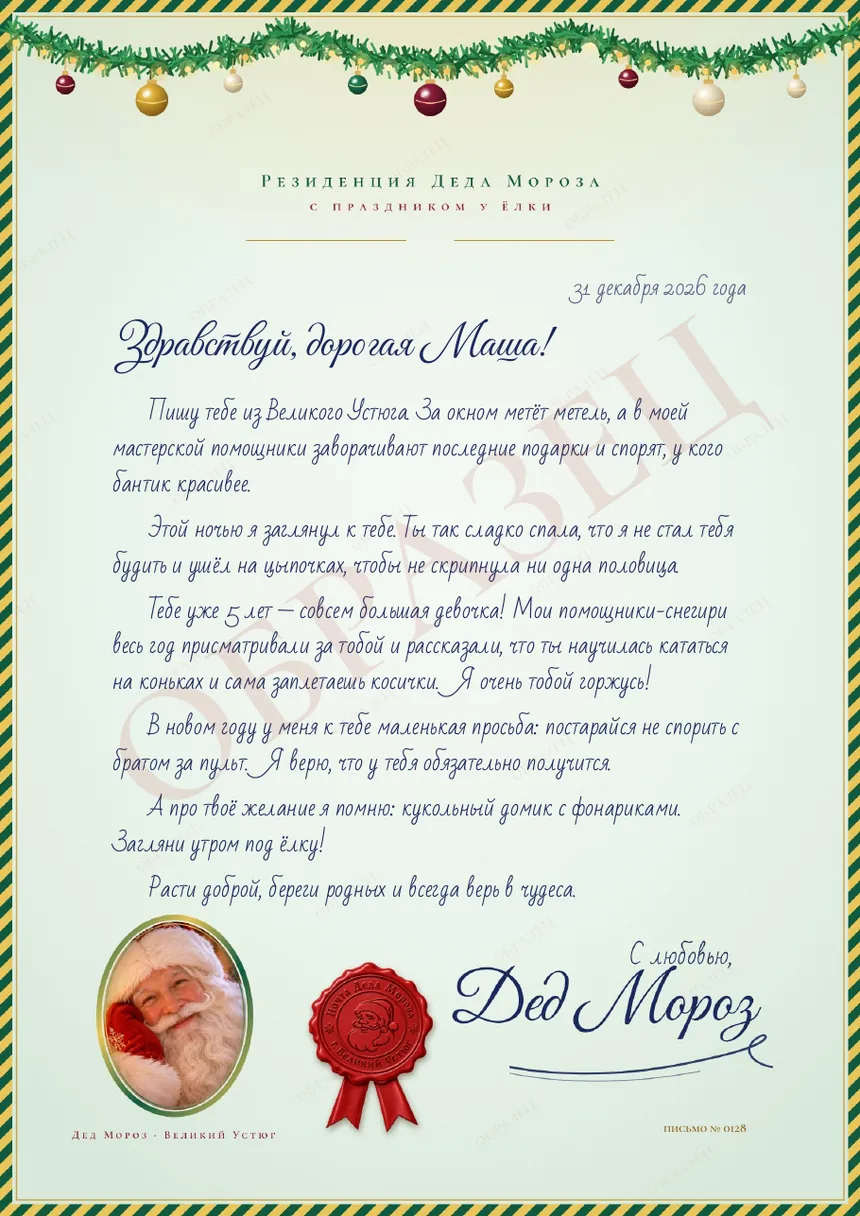 Резиденция Деда Мороза
с праздником у ёлки
31 декабря 2026 года
Здравствуй, дорогая Маша!
Пишу тебе из Великого Устюга. За окном метёт метель, а в моей
мастерской помощники заворачивают последние подарки и спорят, у кого
бантик красивее.
Этой ночью я заглянул к тебе. Ты так сладко спала, что я не стал тебя
будить и ушёл на цыпочках, чтобы не скрипнула ни одна половица.
Тебе уже 5 лет — совсем большая девочка! Мои помощники-снегири
весь год присматривали за тобой и рассказали, что ты научилась кататься
на коньках и сама заплетаешь косички. Я очень тобой горжусь!
В новом году у меня к тебе маленькая просьба: постарайся не спорить с
братом за пульт. Я верю, что у тебя обязательно получится.
А про твоё желание я помню: кукольный домик с фонариками.
Загляни утром под ёлку!
Расти доброй, береги родных и всегда верь в чудеса.
С любовью,
Дед Мороз
Почта Деда Мороза
г. Великий Устюг
Дед Мороз · Великий Устюг
письмо № 0128
ОБРАЗЕЦ